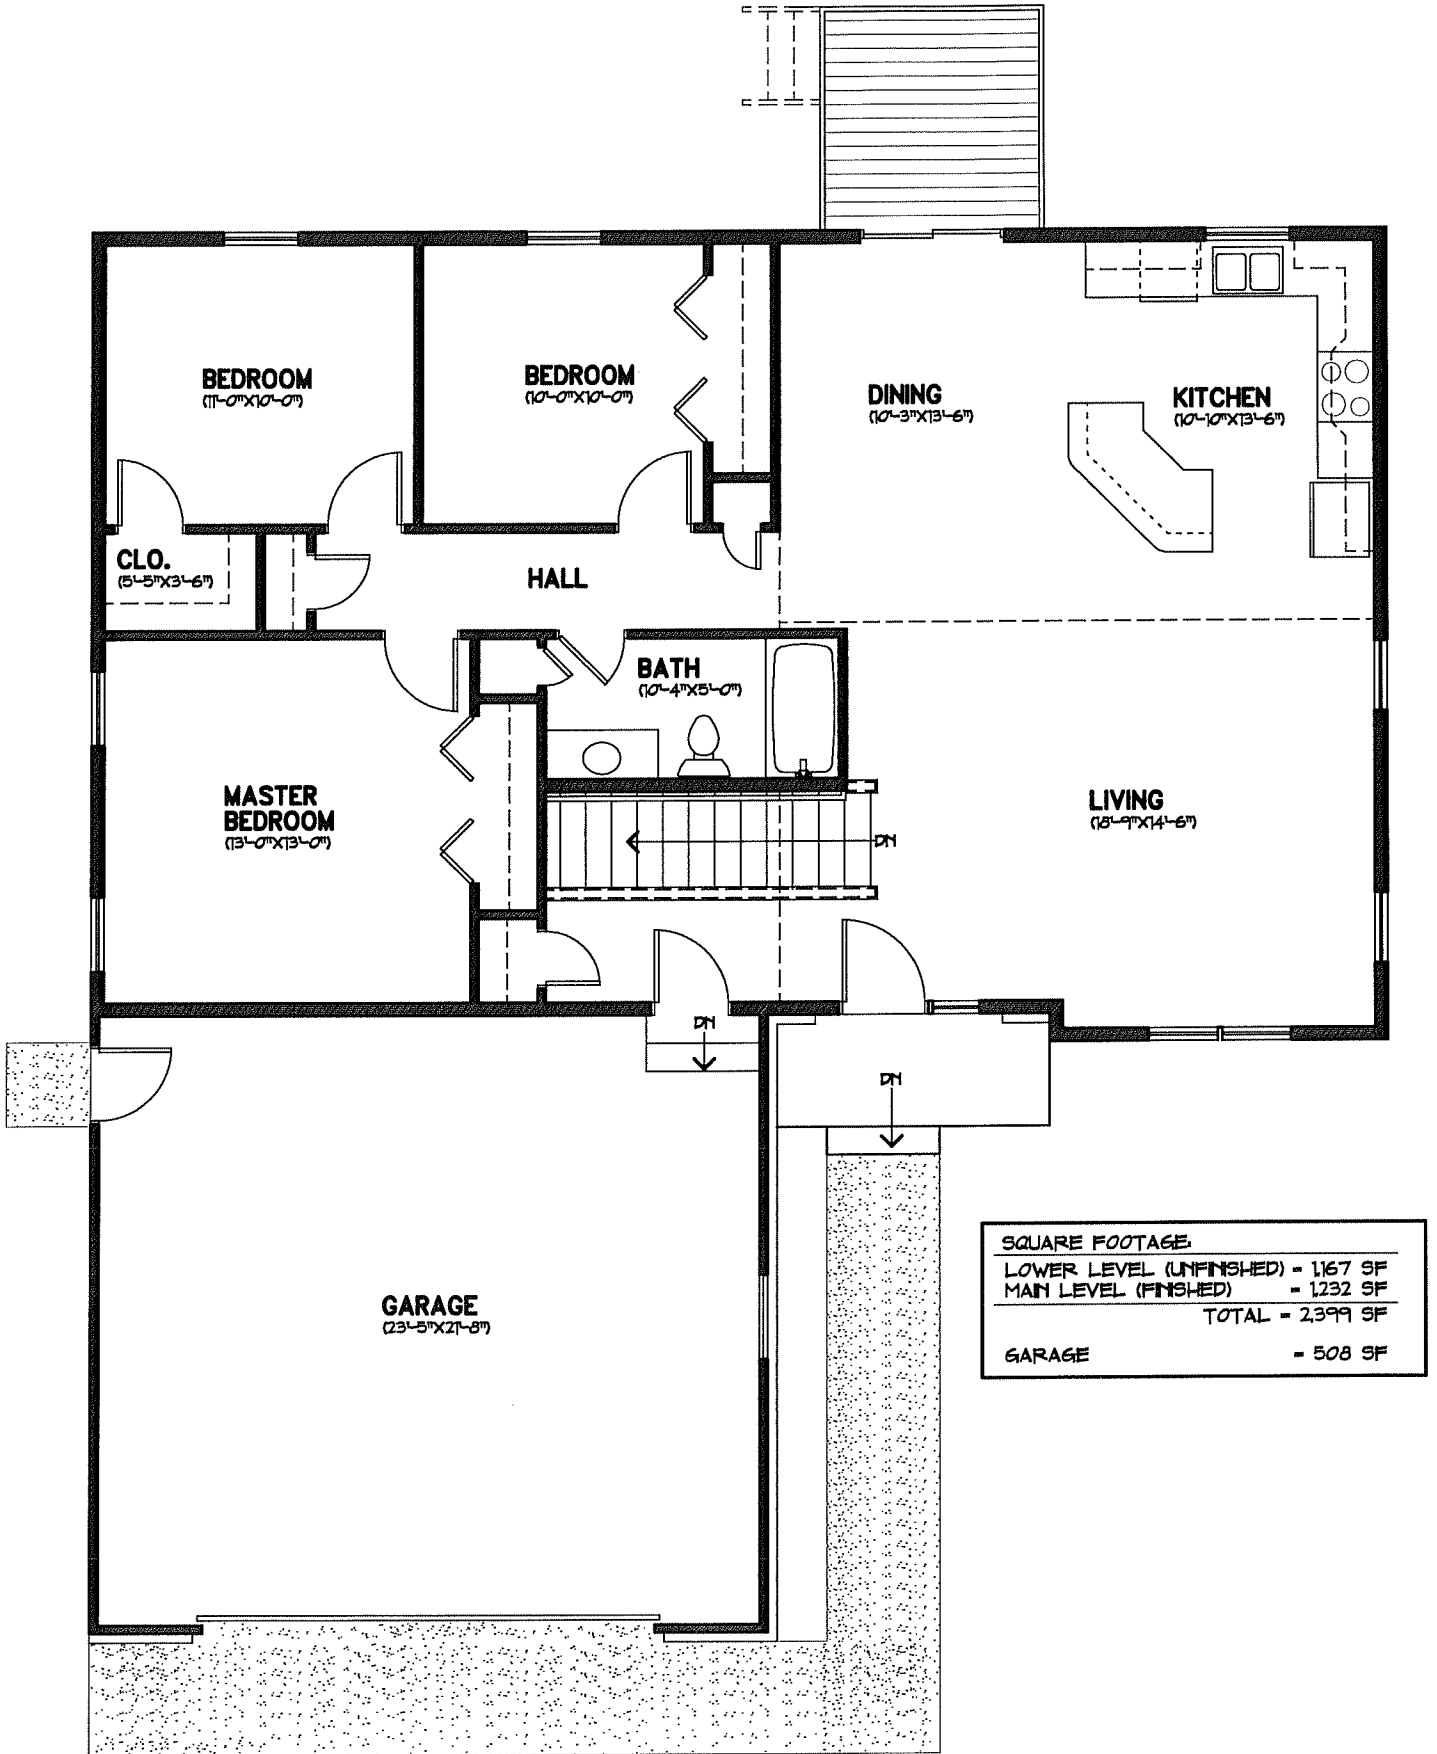 BEDROOM
(11'-0"X10'-0")
BEDROOM
(10'-0"X10'-0")
DINING
(10'-3"X13'-6")
KITCHEN
(10'-10"X13'-6")
CLO.
(5'-5"X3'-6")
HALL
BATH
(10'-4"X5'-0")
MASTER
BEDROOM
(13'-0"X13'-0")
LIVING
(18'-9"X14'-6")
DN
DN
DN
GARAGE
(23'-5"X21'-8")
SQUARE FOOTAGE:
LOWER LEVEL (UNFINISHED) = 1,167 SF
MAIN LEVEL (FINISHED) = 1,232 SF
TOTAL = 2,399 SF
GARAGE = 508 SF